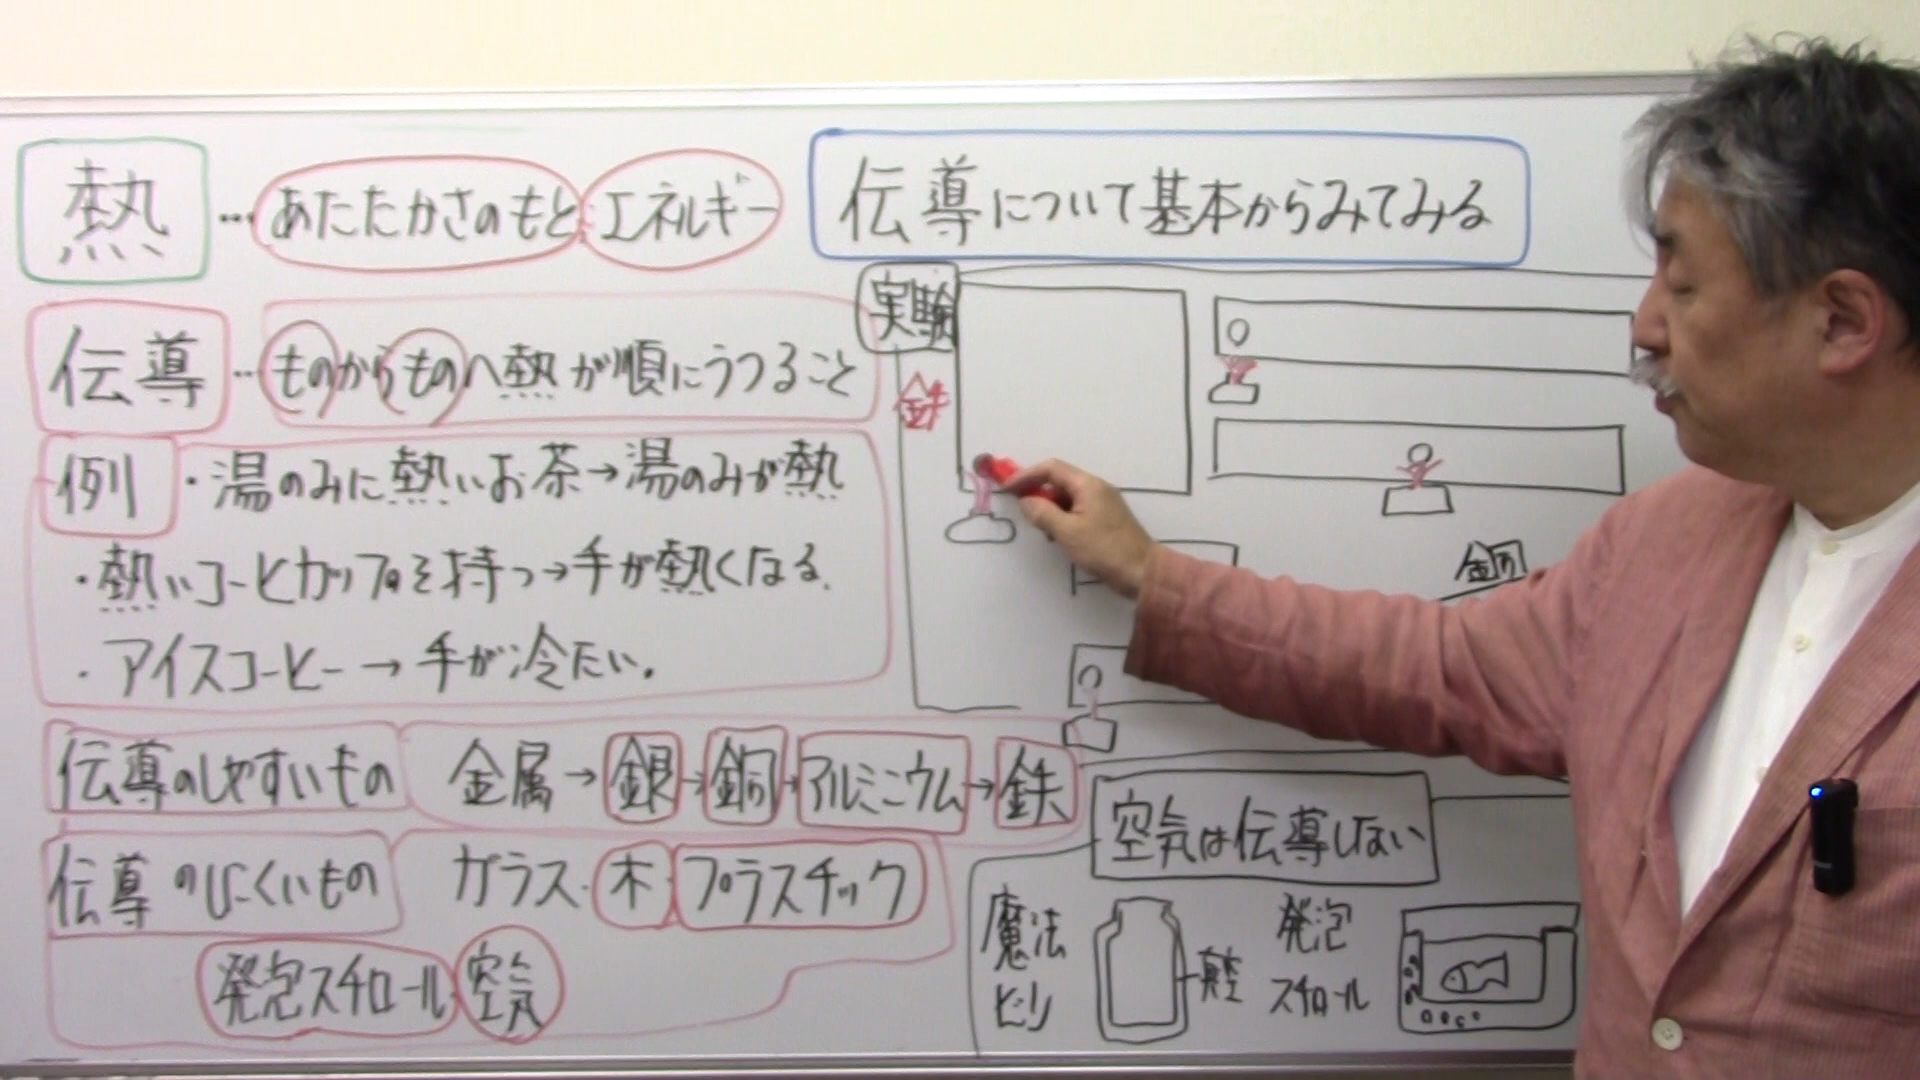 熱 … あたたかさのもと:エネルギー
伝導 … ものからものへ熱が順にうつること
例 ・湯のみに熱いお茶→湯のみが熱
・熱いコーヒカップを持つ→手が熱くなる.
・アイスコーヒー→手が冷たい.
伝導のしやすいもの 金属→銀→銅→アルミニウム→鉄
伝導のしにくいもの ガラス・木・プラスチック
発泡スチロール・空気
伝導について基本からみてみる
実験
鉄
銅
空気は伝導しない
魔法ビン
真空
発泡スチロール